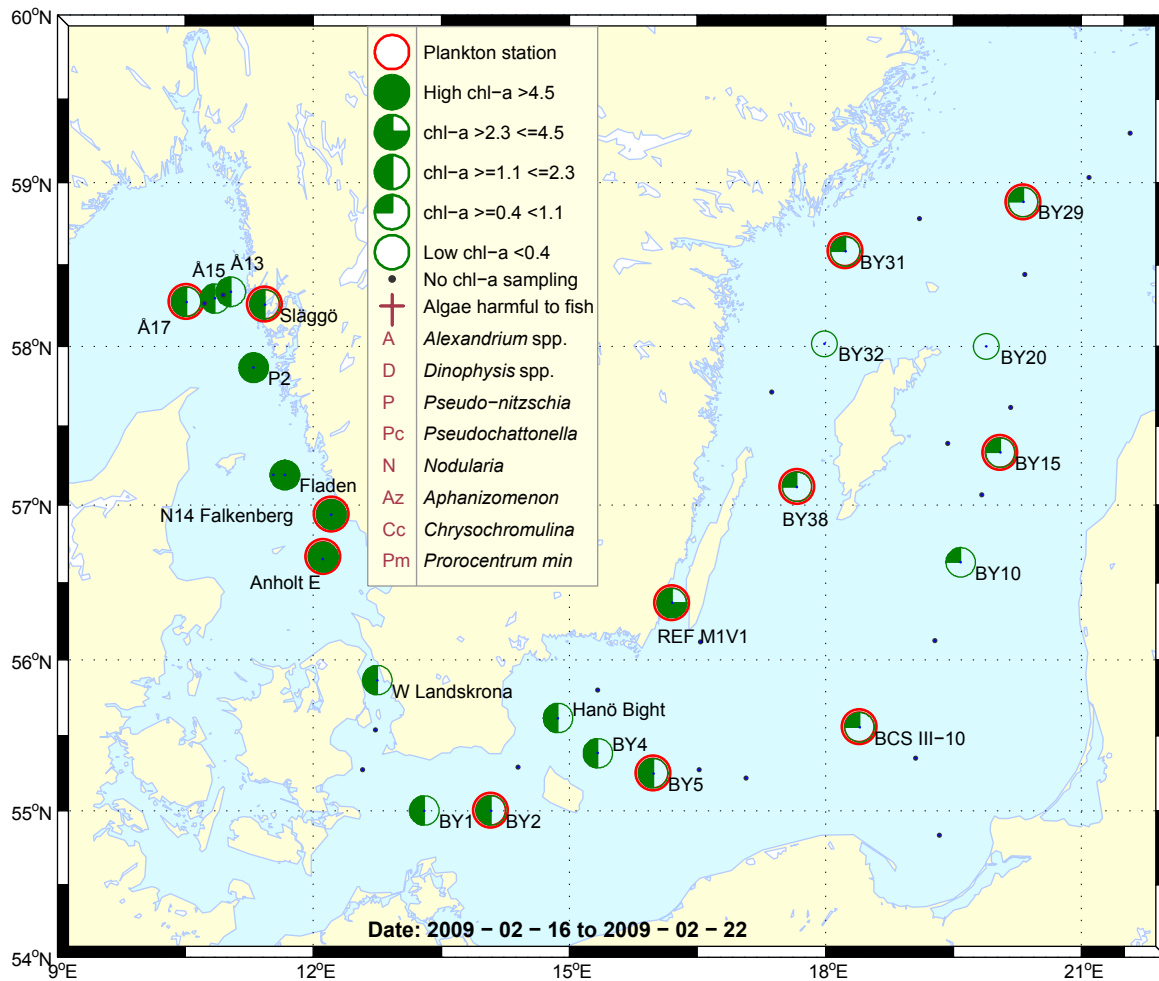 60°N
Plankton station
High chl−a >4.5
chl−a >2.3 <=4.5
chl−a >=1.1 <=2.3
chl−a >=0.4 <1.1
Low chl−a <0.4
No chl−a sampling
Algae harmful to fish
A Alexandrium spp.
D Dinophysis spp.
P Pseudo−nitzschia
Pc Pseudochattonella
N Nodularia
Az Aphanizomenon
Cc Chrysochromulina
Pm Prorocentrum min
59°N
BY29
BY31
Å15
Å13
Å17
Släggö
58°N
BY32
BY20
P2
BY15
Fladen
57°N
N14 Falkenberg
BY38
Anholt E
BY10
REF M1V1
56°N
W Landskrona
Hanö Bight
BCS III−10
BY4
BY5
55°N
BY1
BY2
Date: 2009 − 02 − 16 to 2009 − 02 − 22
54°N
9°E
12°E
15°E
18°E
21°E